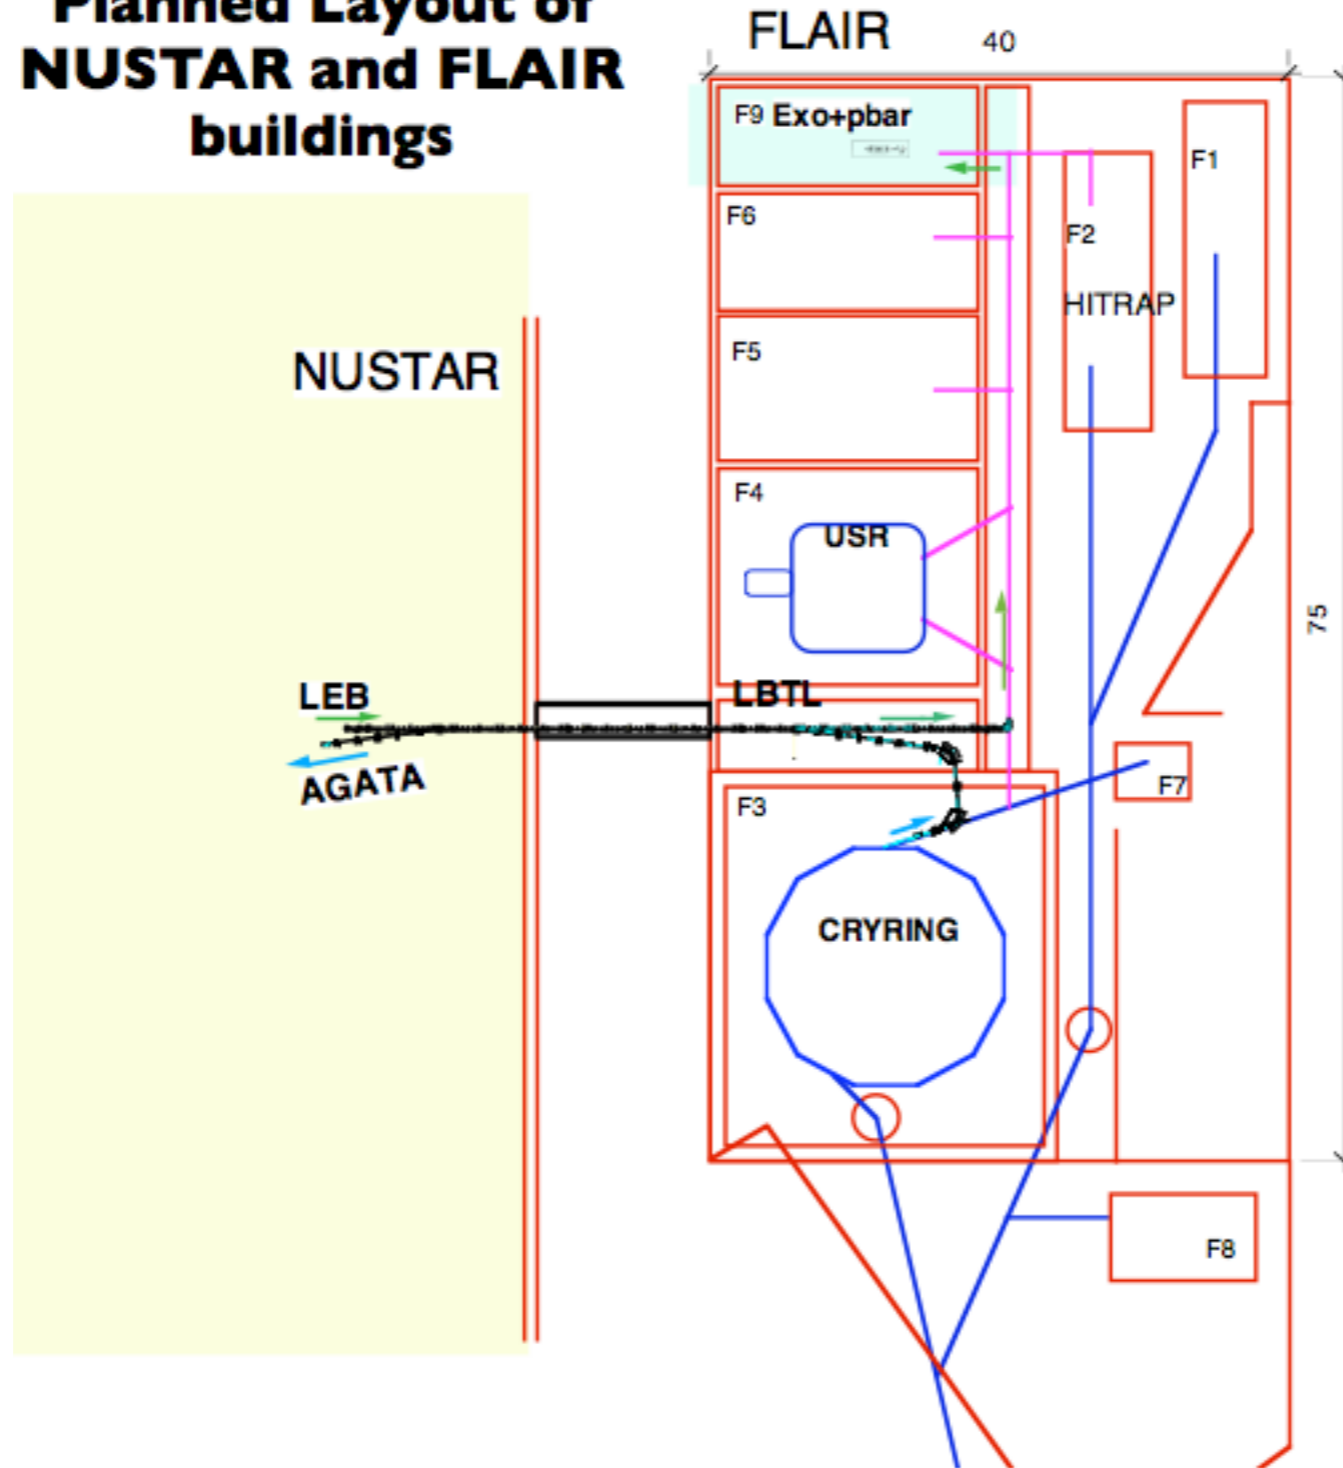 Planned Layout of
NUSTAR and FLAIR
buildings
FLAIR
40
F9 Exo+pbar
F1
F6
F2
HITRAP
F5
NUSTAR
F4
USR
75
LEB
LBTL
AGATA
F7
F3
CRYRING
F8